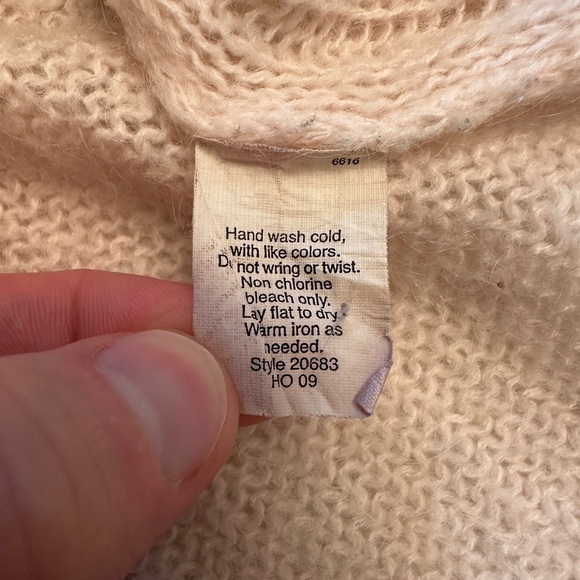 6616
Hand wash cold,
with like colors.
Do not wring or twist.
Non chlorine
bleach only.
Lay flat to dry.
Warm iron as
needed.
Style 20683
HO 09